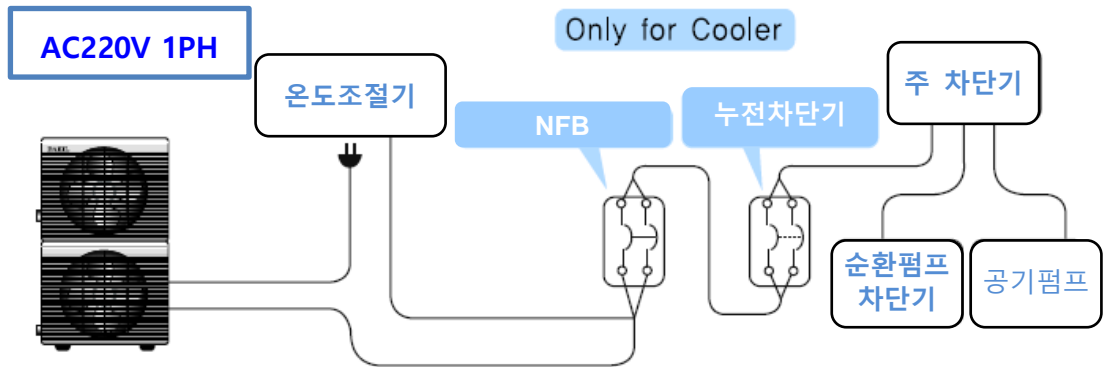 AC220V 1PH
Only for Cooler
온도조절기
NFB
누전차단기
주 차단기
순환펌프
차단기
공기펌프